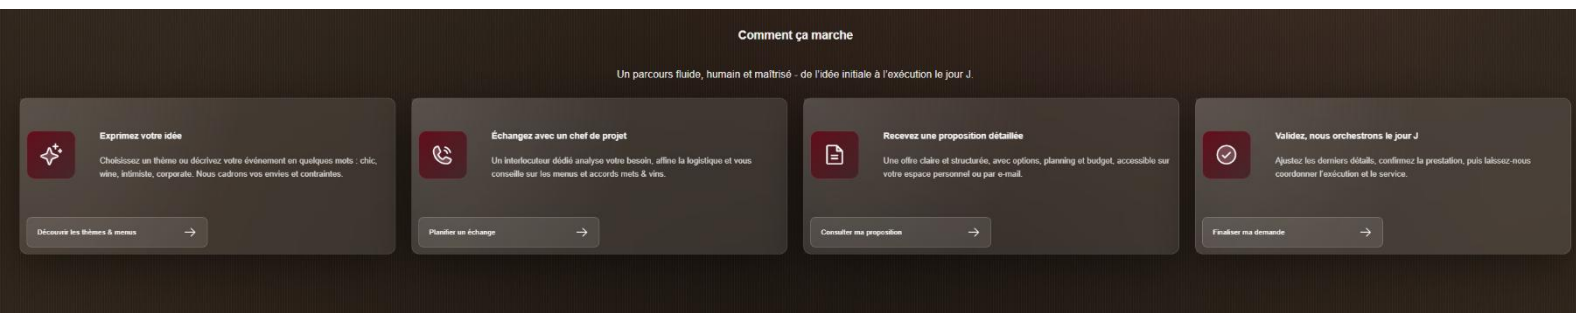 Comment ça marche
Un parcours fluide, humain et maîtrisé - de l'idée initiale à l'exécution le jour J.
Exprimez votre idée
Choisissez un thème ou décrivez votre événement en quelques mots : chic,
wine, intimiste, corporate. Nous cadrons vos envies et contraintes.
Découvrir les thèmes & menus
Échangez avec un chef de projet
Un interlocuteur dédié analyse votre besoin, affine la logistique et vous
conseille sur les menus et accords mets & vins.
Planifier un échange
Recevez une proposition détaillée
Une offre claire et structurée, avec options, planning et budget, accessible sur
votre espace personnel ou par e-mail.
Consulter ma proposition
Validez, nous orchestrons le jour J
Ajustez les derniers détails, confirmez la prestation, puis laissez-nous
coordonner l'exécution et le service.
Finaliser ma demande